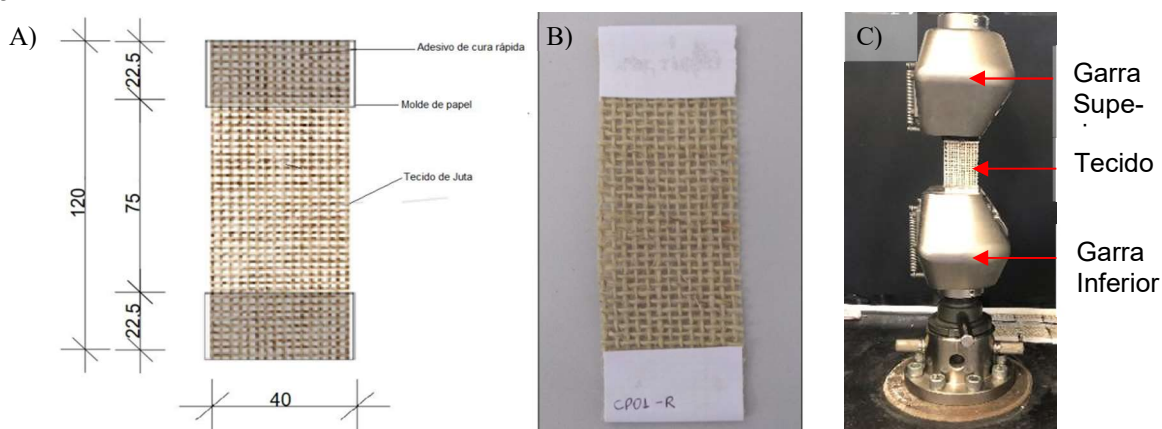 A)
120
22.5
75
22.5
40
Adesivo de cura rápida
Molde de papel
Tecido de Juta
B)
CP01-R
C)
Garra
Supe-
Tecido
Garra
Inferior